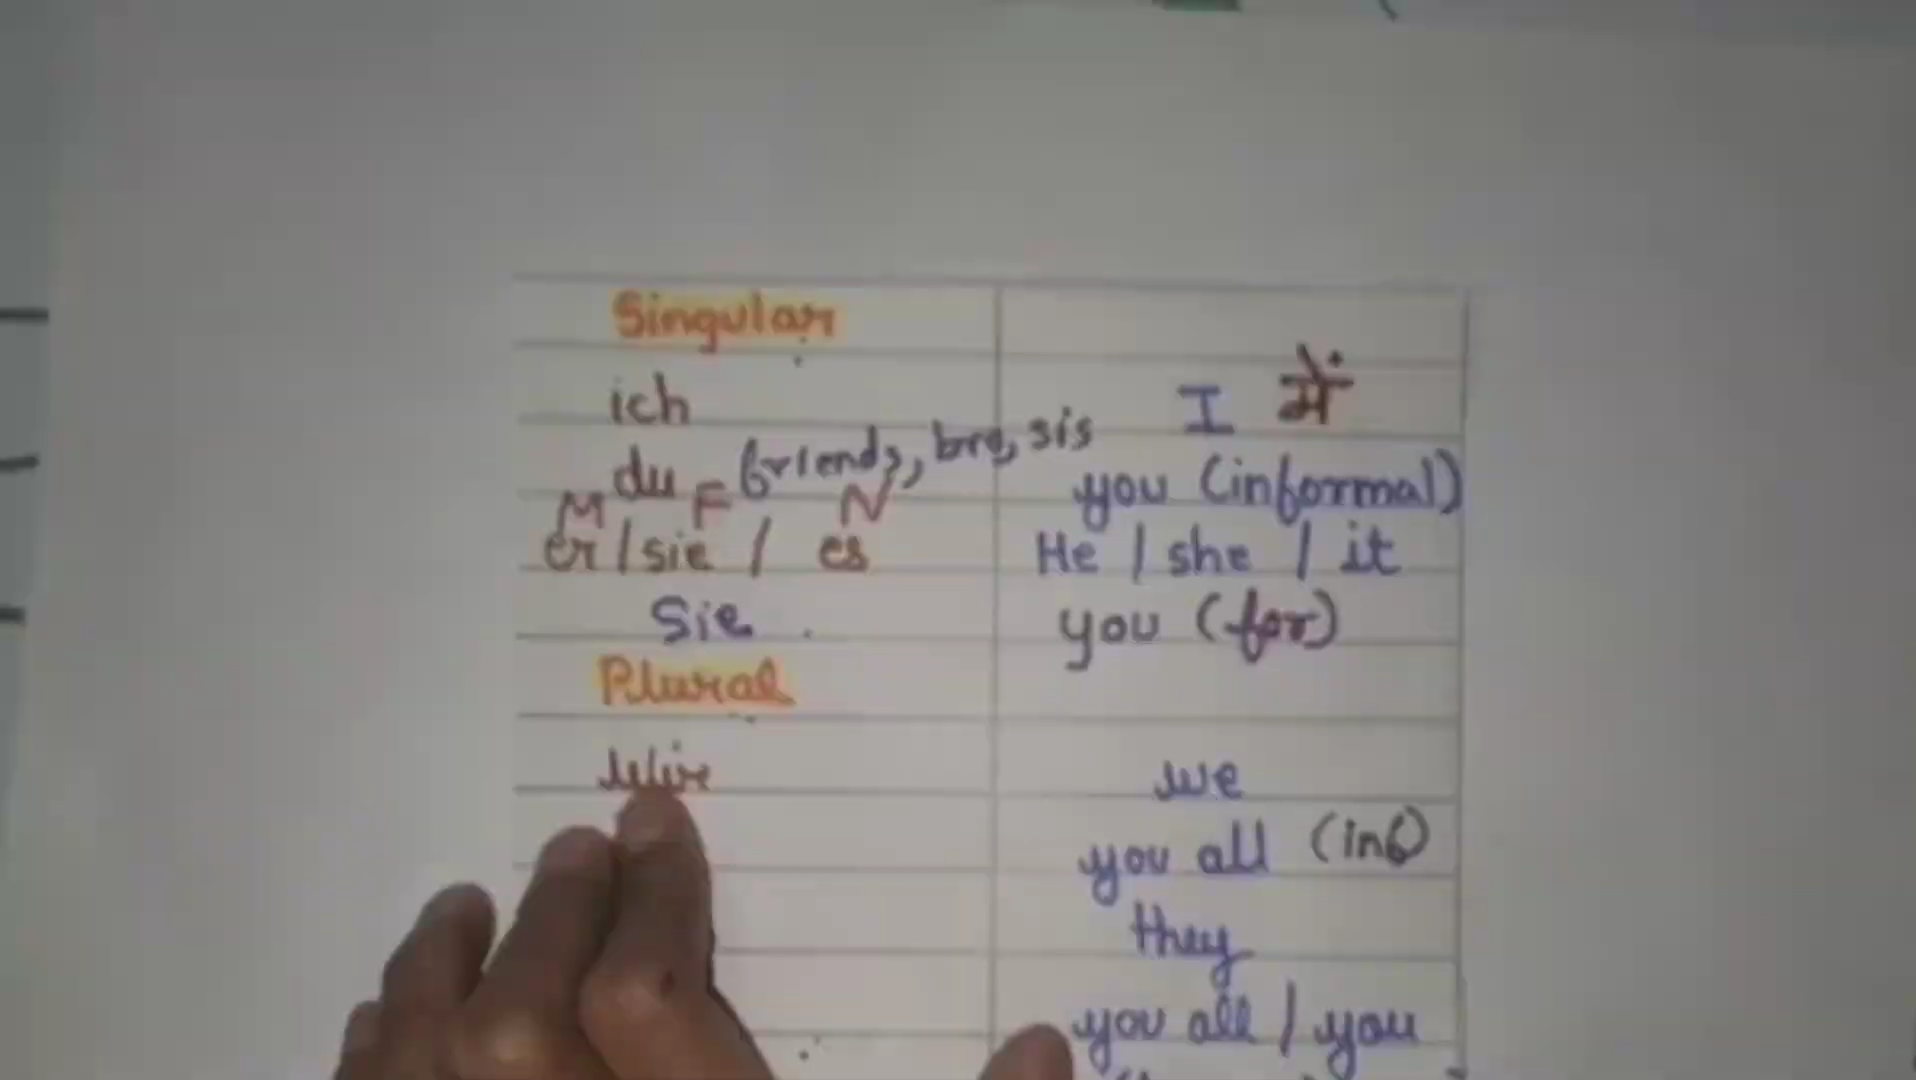 Singular
ich I मैं
du friends, bro, sis you (informal)
M F N
er / sie / es He / she / it
Sie you (for)
Plural
Wir we
you all (inf)
they
you all / you